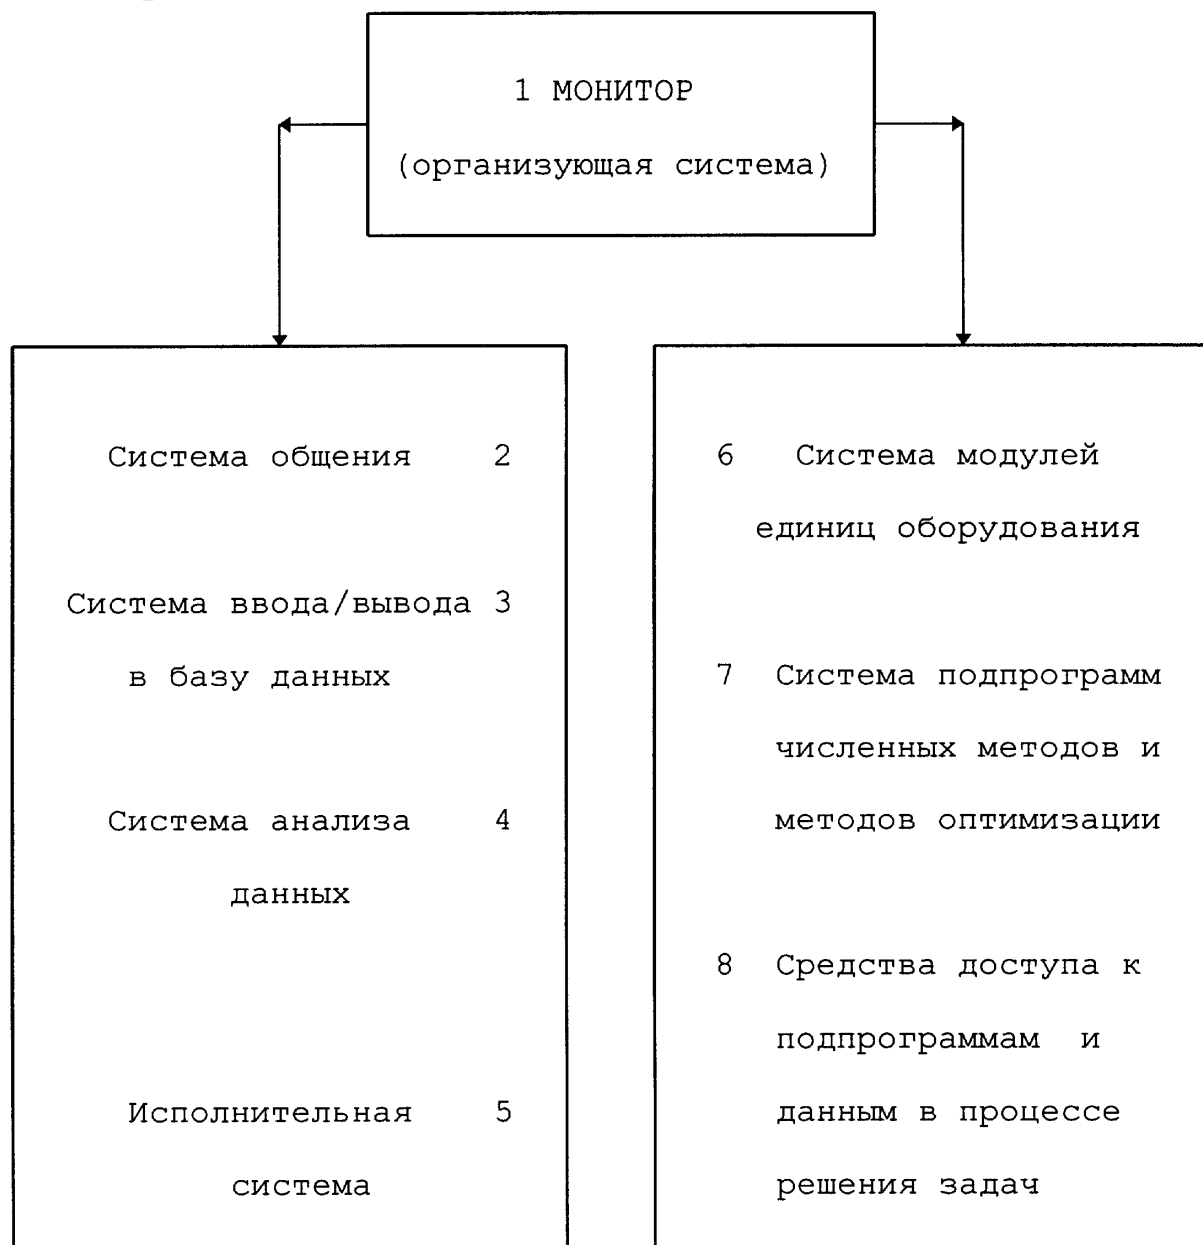 1 МОНИТОР
(организующая система)
Система общения 2
Система ввода/вывода 3
в базу данных
Система анализа 4
данных
Исполнительная 5
система
6 Система модулей
единиц оборудования
7 Система подпрограмм
численных методов и
методов оптимизации
8 Средства доступа к
подпрограммам и
данным в процессе
решения задач